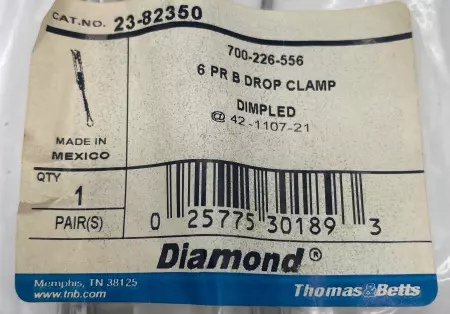 CAT.NO. 23-82350
700-226-556
6 PR B DROP CLAMP
DIMPLED
@ 42-1107-21
MADE IN
MEXICO
QTY
1
PAIR(S)
0 25775 30189 3
Diamond®
Memphis, TN 38125
www.tnb.com
Thomas&Betts